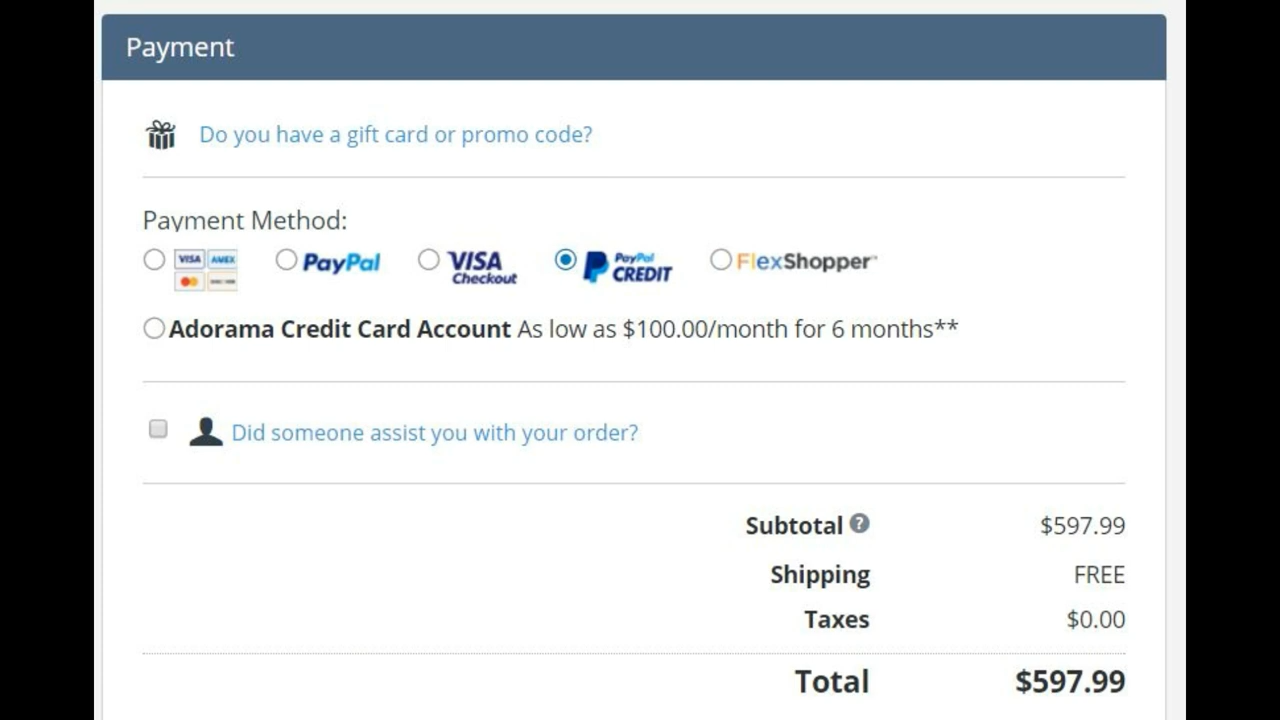 Payment
Do you have a gift card or promo code?
Payment Method:
VISA AMEX
PayPal
VISA Checkout
PayPal CREDIT
FlexShopper
Adorama Credit Card Account As low as $100.00/month for 6 months**
Did someone assist you with your order?
Subtotal ? $597.99
Shipping FREE
Taxes $0.00
Total $597.99